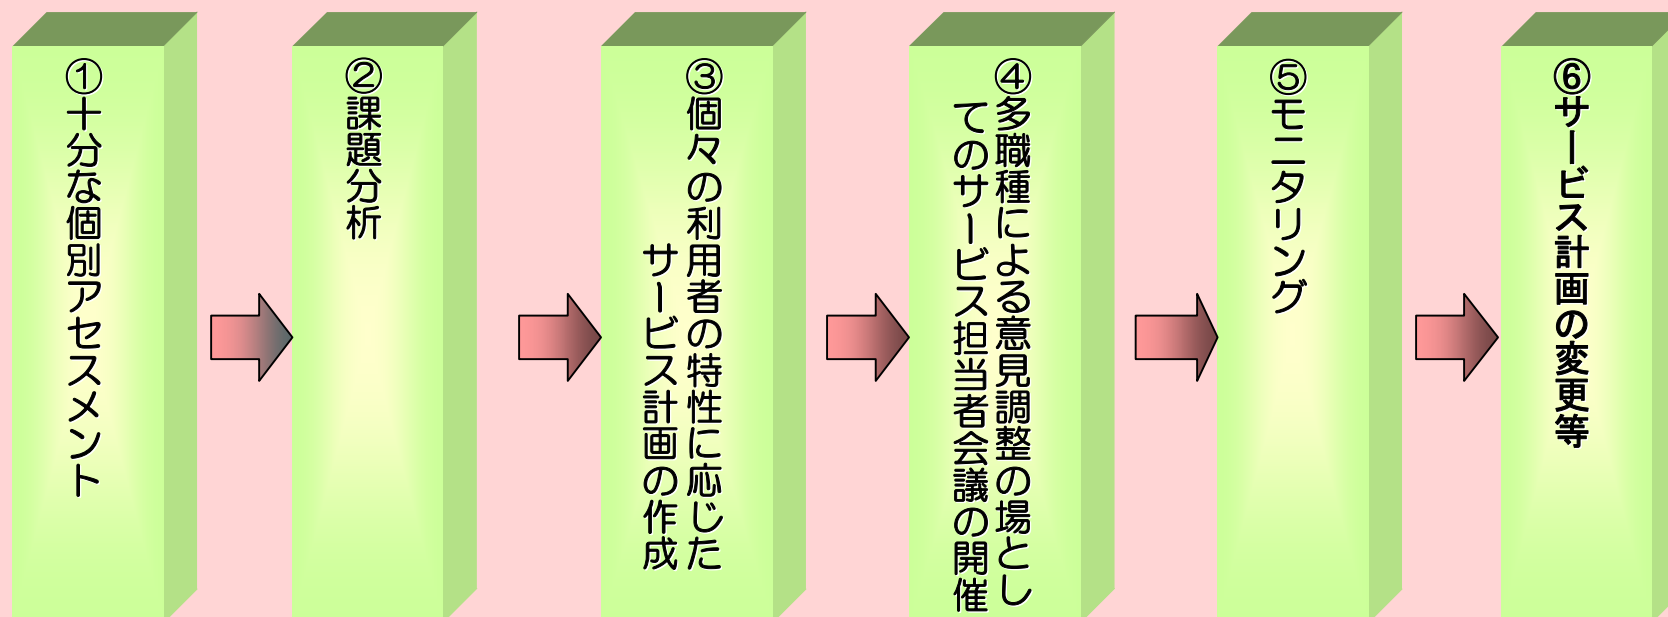 ①十分な個別アセスメント
②課題分析
③個々の利用者の特性に応じた
サービス計画の作成
④多職種による意見調整の場とし
てのサービス担当者会議の開催
⑤モニタリング
⑥サービス計画の変更等